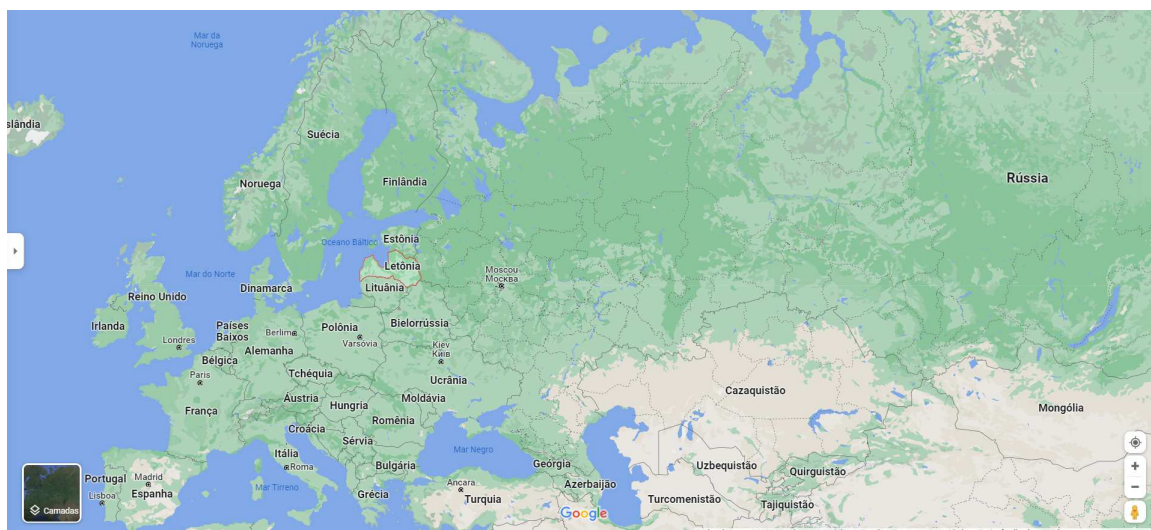 Mar da
Noruega
slândia
Suécia
Rússia
Noruega
Finlândia
Oceano Báltico
Estônia
Mar do Norte
Letônia
Moscou
Москва
Dinamarca
Lituânia
Reino Unido
Irlanda
Países
Baixos
Berlim
Polônia
Bielorrússia
Londres
Varsóvia
Alemanha
Kiev
Київ
Bélgica
Paris
Tchéquia
Ucrânia
Cazaquistão
Áustria
Moldávia
França
Hungria
Mongólia
Romênia
Croácia
Sérvia
Itália
Mar Negro
Roma
Bulgária
Geórgia
Uzbequistão
Quirguistão
Portugal
Madrid
Espanha
Mar Tirreno
Ancara
Azerbaijão
Lisboa
Grécia
Turquia
Turcomenistão
Tajiquistão
Camadas
Google